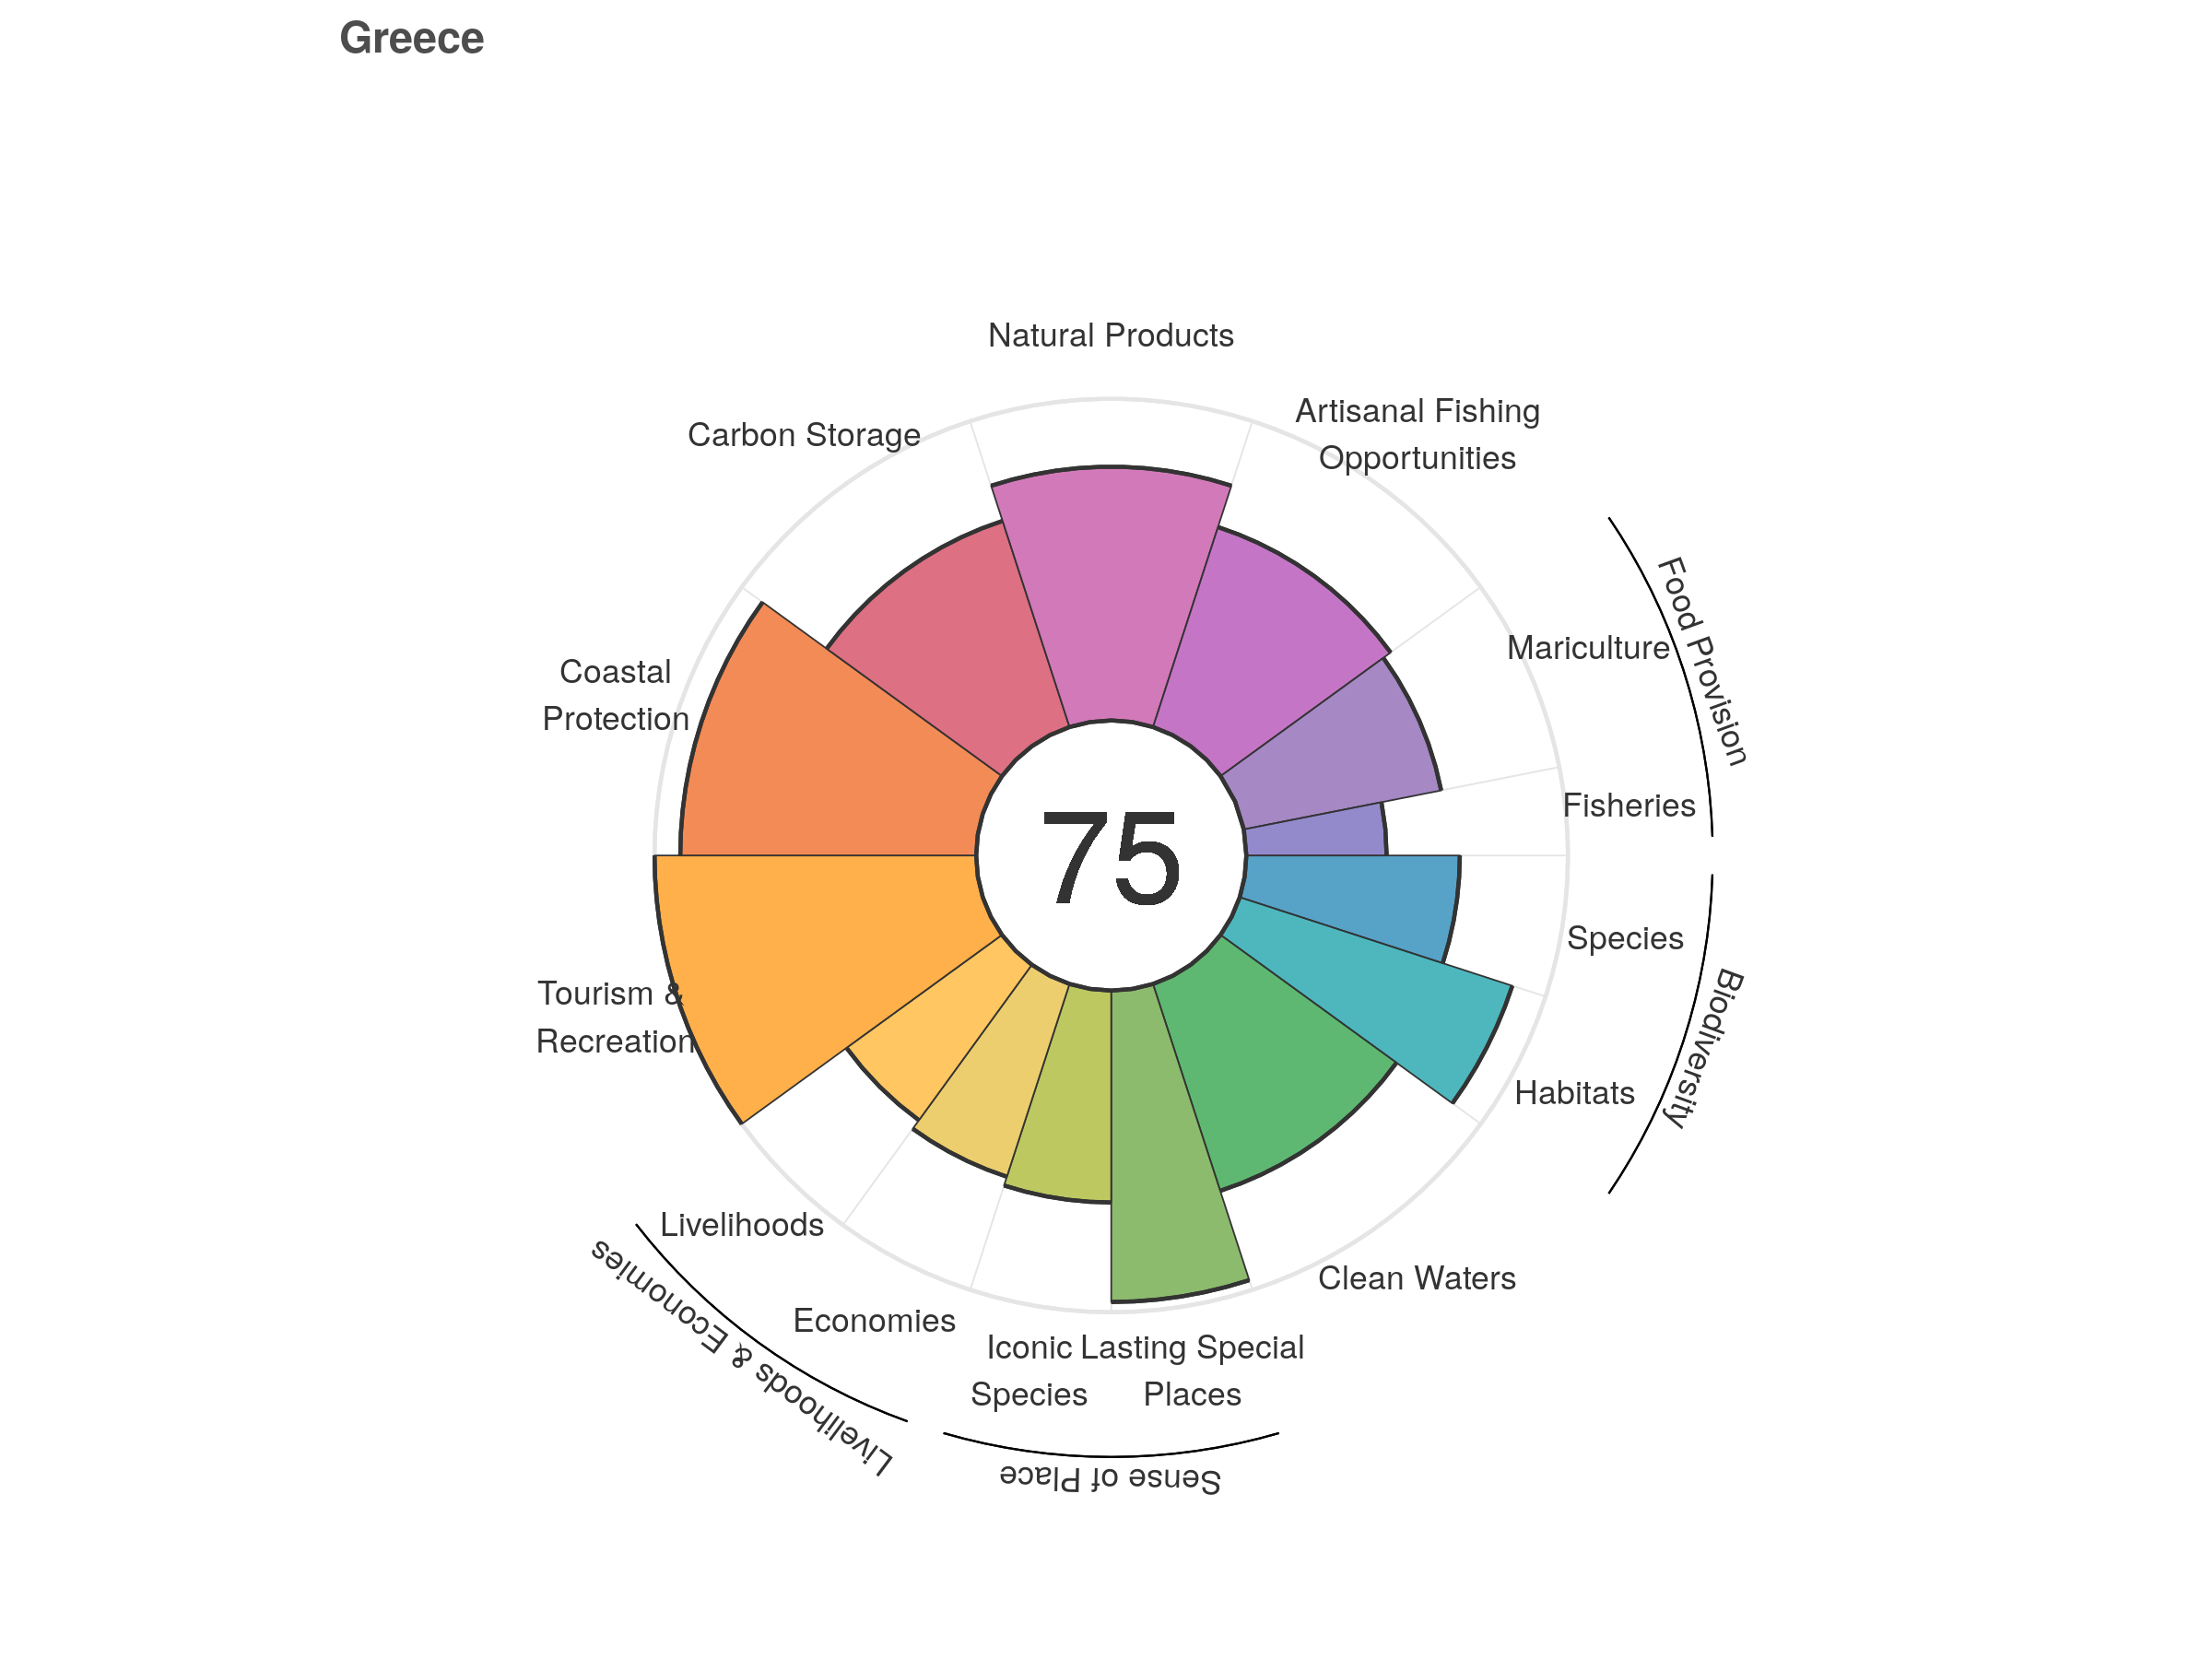 Greece
Natural Products
Artisanal Fishing
Opportunities
Carbon Storage
Mariculture
Food Provision
Coastal
Protection
Fisheries
75
Species
Biodiversity
Tourism &
Recreation
Habitats
Livelihoods
Clean Waters
Economies
Livelihoods & Economies
Iconic
Species
Lasting Special
Places
Sense of Place